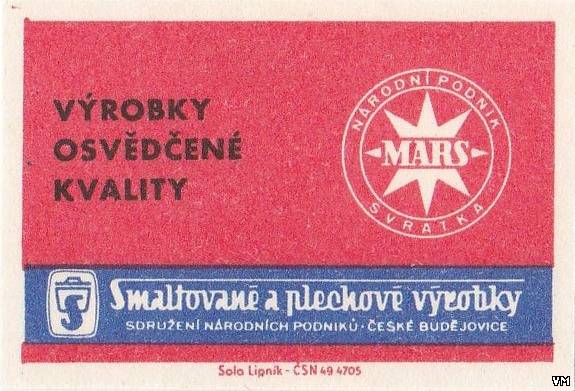 VÝROBKY
OSVĚDČENÉ
KVALITY
NÁRODNÍ PODNIK
MARS
SVRATKA
S
Smaltované a plechové výrobky
SDRUŽENÍ NÁRODNÍCH PODNIKŮ · ČESKÉ BUDĚJOVICE
Solo Lipník - ČSN 49 4705
VM